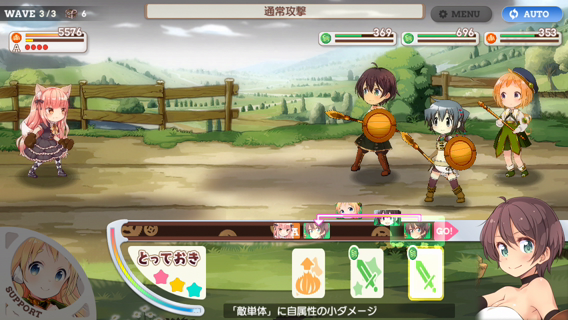 WAVE 3/3 6
通常攻撃
MENU
AUTO
5576
369
696
353
A
A
GO!
とっておき
SUPPORT
「敵単体」に自属性の小ダメージ